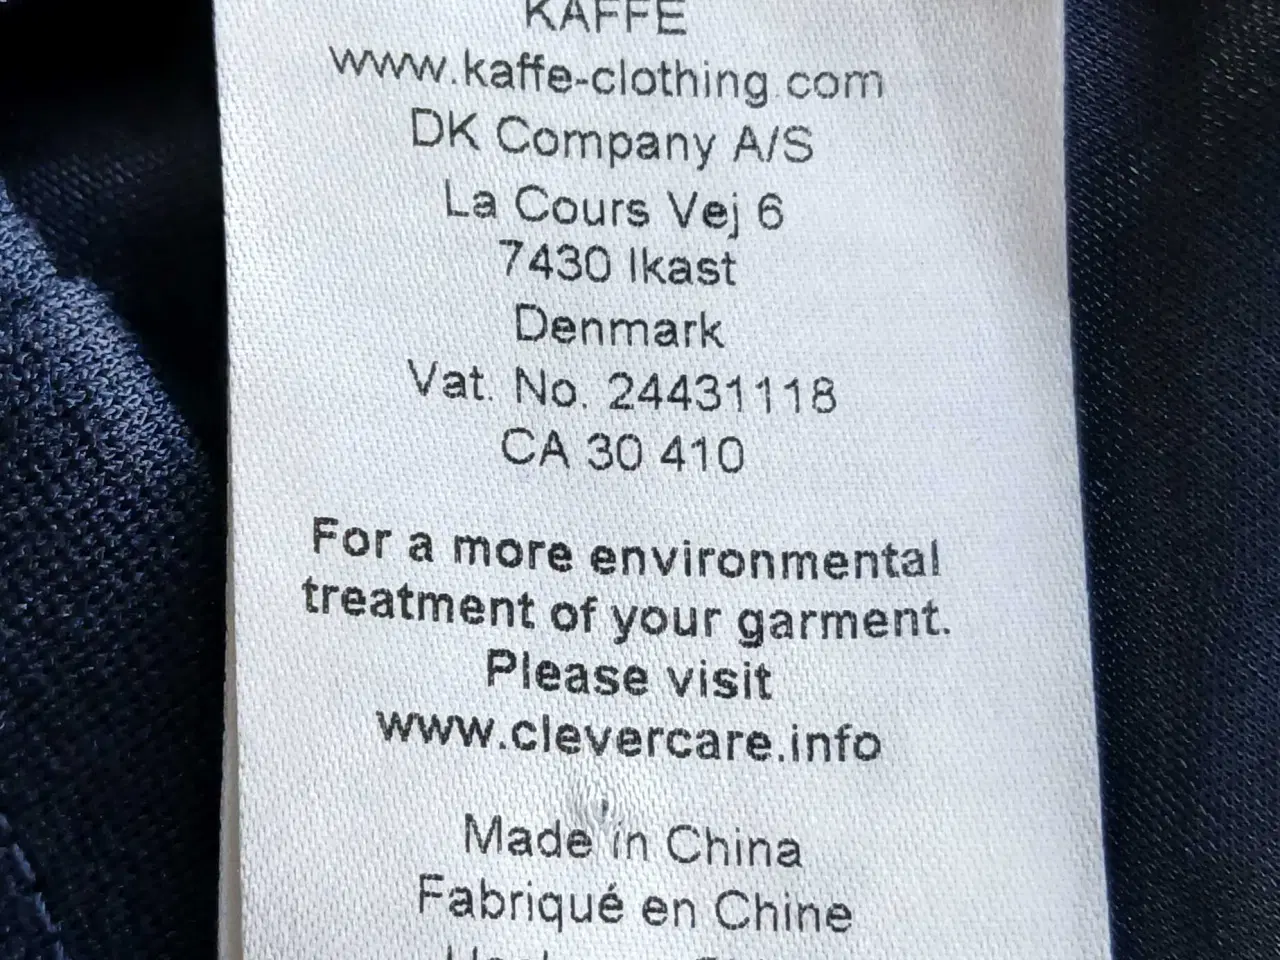 KAFFE
www.kaffe-clothing.com
DK Company A/S
La Cours Vej 6
7430 Ikast
Denmark
Vat. No. 24431118
CA 30 410
For a more environmental
treatment of your garment.
Please visit
www.clevercare.info
Made in China
Fabriqué en Chine